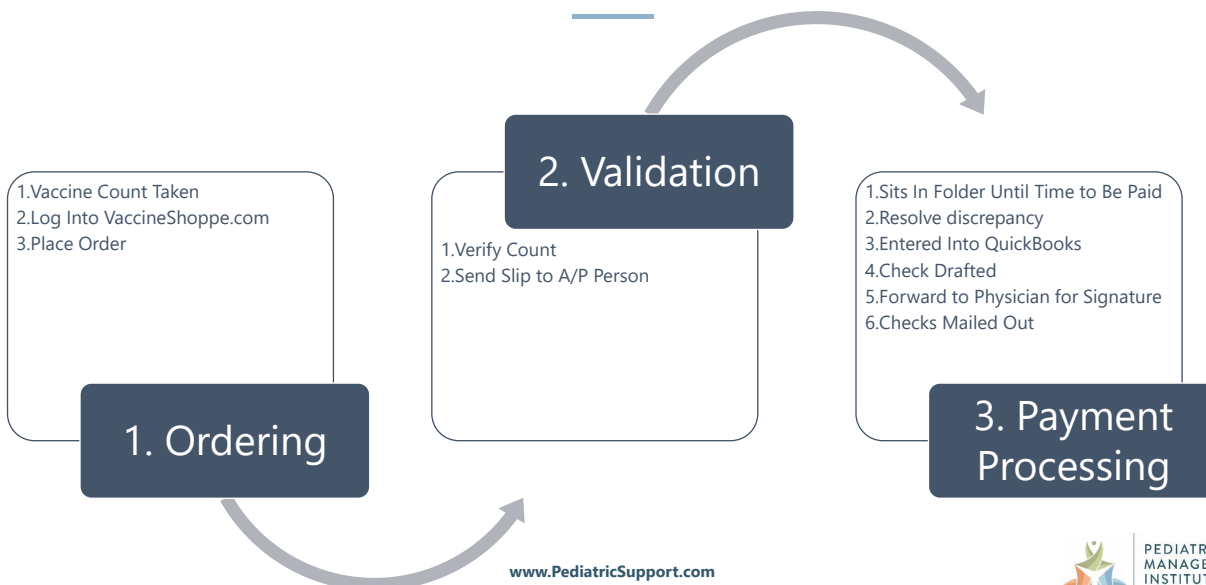 1.Vaccine Count Taken
2.Log Into VaccineShoppe.com
3.Place Order
1. Ordering
2. Validation
1.Verify Count
2.Send Slip to A/P Person
1.Sits In Folder Until Time to Be Paid
2.Resolve discrepancy
3.Entered Into QuickBooks
4.Check Drafted
5.Forward to Physician for Signature
6.Checks Mailed Out
3. Payment
Processing
www.PediatricSupport.com
PEDIATR
MANAGE
INSTITUT